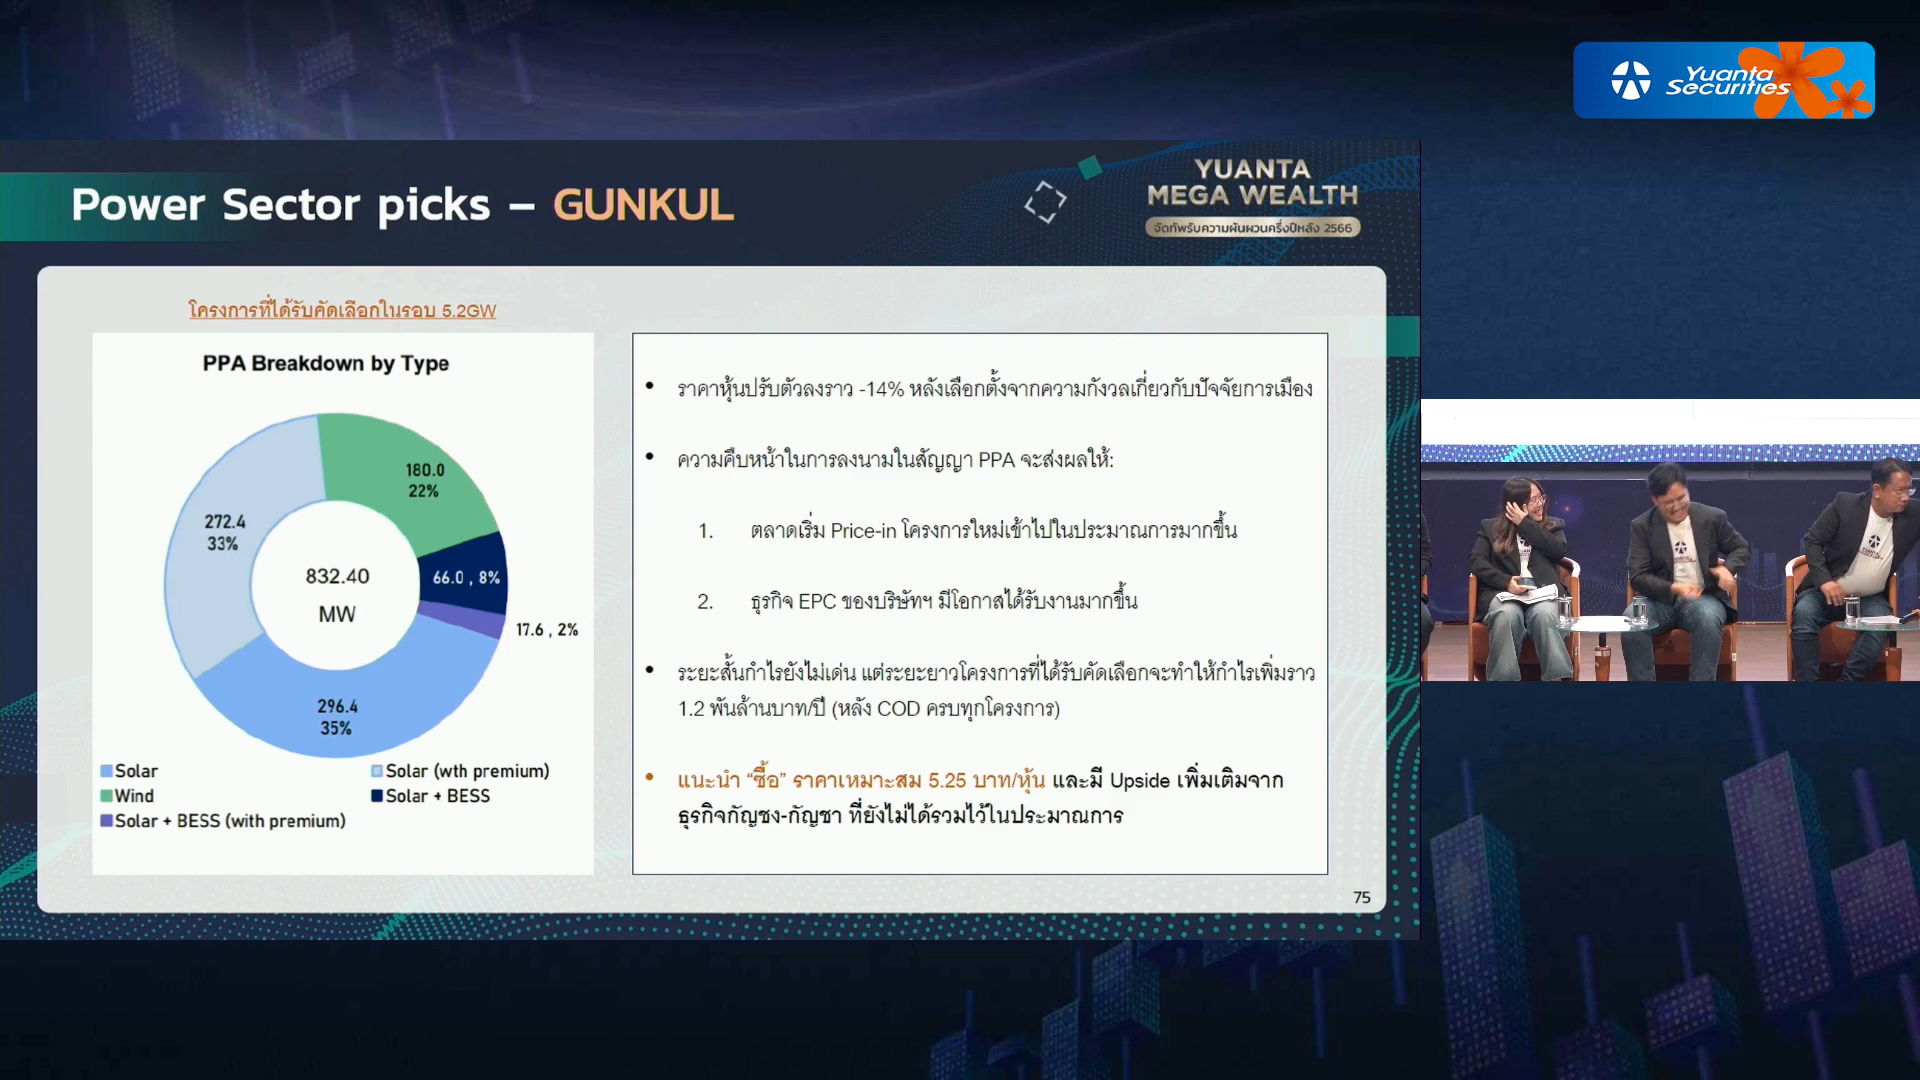 Yuanta
Securities
Power Sector picks – GUNKUL
YUANTA
MEGA WEALTH
จัดทัพรับความผันผวนครึ่งปีหลัง 2566
โครงการที่ได้รับคัดเลือกในรอบ 5.2GW
PPA Breakdown by Type
180.0
22%
272.4
33%
832.40
MW
66.0 , 8%
17.6 , 2%
296.4
35%
Solar
Solar (wth premium)
Wind
Solar + BESS
Solar + BESS (with premium)
• ราคาหุ้นปรับตัวลงราว -14% หลังเลือกตั้งจากความกังวลเกี่ยวกับปัจจัยการเมือง
• ความคืบหน้าในการลงนามในสัญญา PPA จะส่งผลให้:
1. ตลาดเริ่ม Price-in โครงการใหม่เข้าไปในประมาณการมากขึ้น
2. ธุรกิจ EPC ของบริษัทฯ มีโอกาสได้รับงานมากขึ้น
• ระยะสั้นกำไรยังไม่เด่น แต่ระยะยาวโครงการที่ได้รับคัดเลือกจะทำให้กำไรเพิ่มราว
1.2 พันล้านบาท/ปี (หลัง COD ครบทุกโครงการ)
• แนะนำ “ซื้อ” ราคาเหมาะสม 5.25 บาท/หุ้น และมี Upside เพิ่มเติมจาก
ธุรกิจกัญชง-กัญชา ที่ยังไม่ได้รวมไว้ในประมาณการ
75